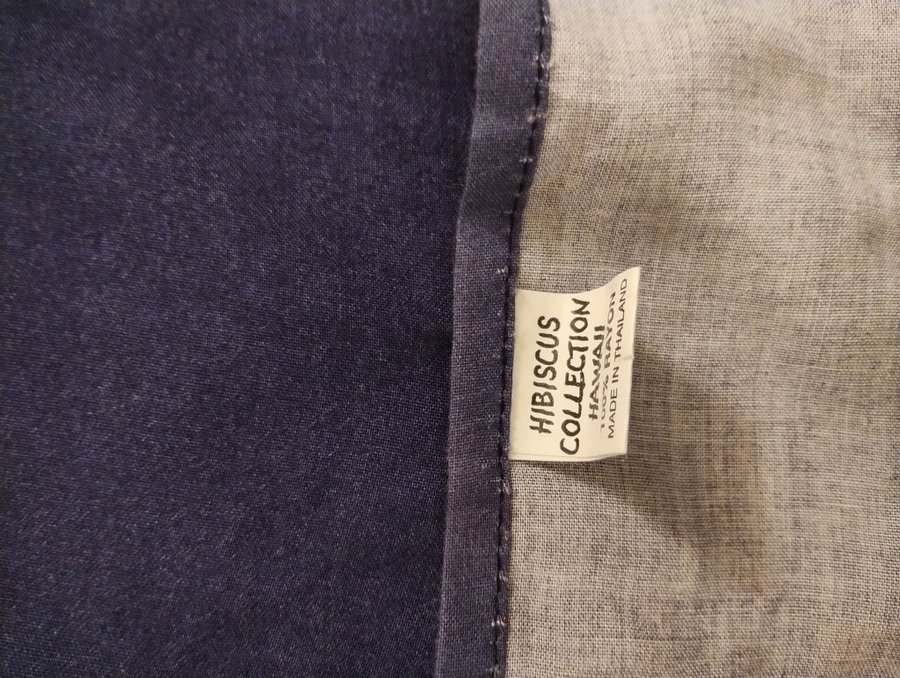 HIBISCUS
COLLECTION
HAWAII
100% RAYON
MADE IN THAILAND